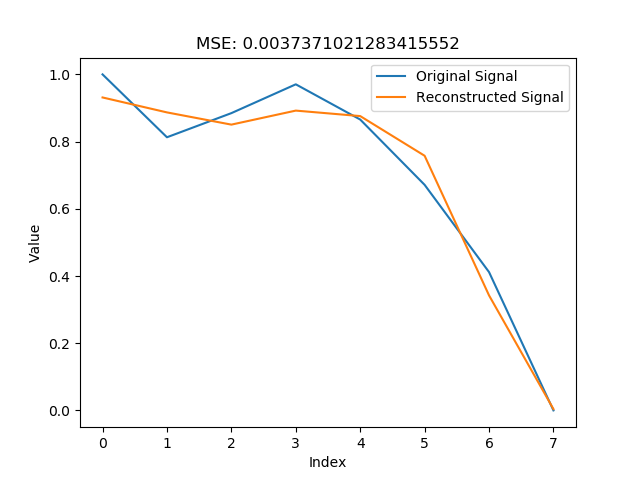 MSE: 0.0037371021283415552
Original Signal
Reconstructed Signal
1.0
0.8
0.6
0.4
0.2
0.0
Value
0 1 2 3 4 5 6 7
Index